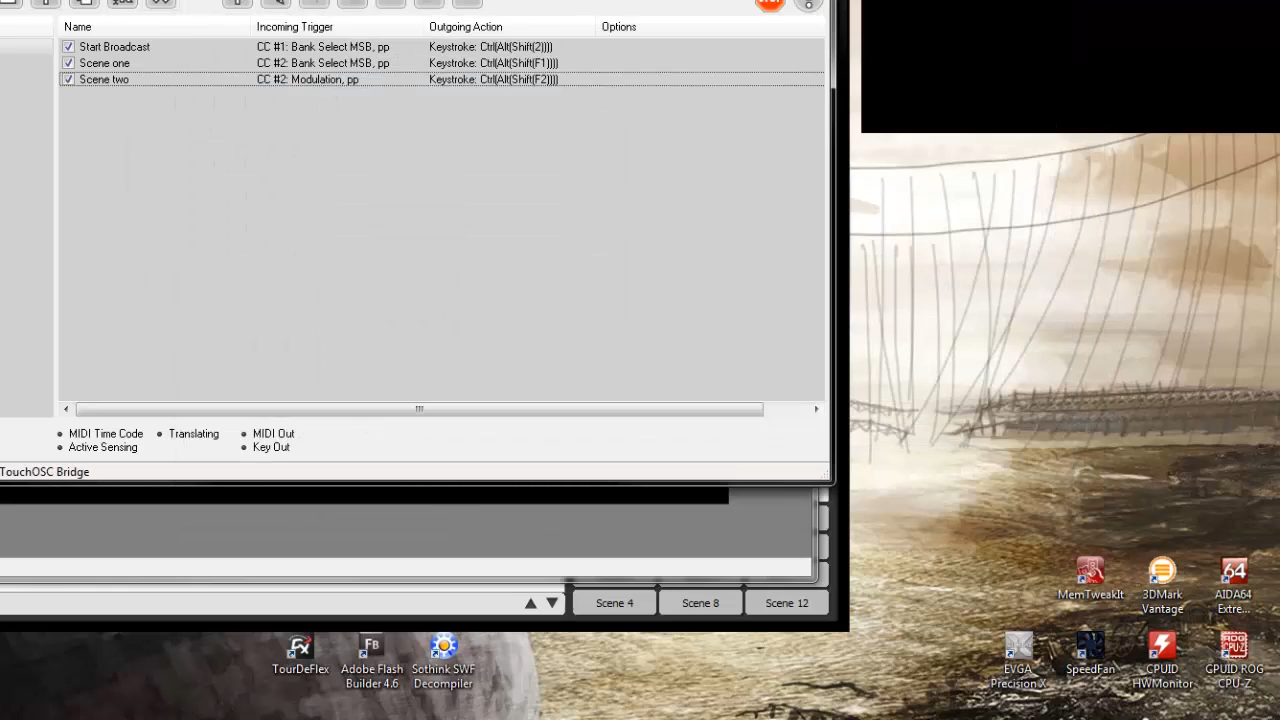 Name Incoming Trigger Outgoing Action Options
Start Broadcast CC #1: Bank Select MSB, pp Keystroke: Ctrl(Alt(Shift(2))))
Scene one CC #2: Bank Select MSB, pp Keystroke: Ctrl(Alt(Shift(F1))))
Scene two CC #2: Modulation, pp Keystroke: Ctrl(Alt(Shift(F2))))
MIDI Time Code Translating MIDI Out
Active Sensing Key Out
TouchOSC Bridge
Scene 4 Scene 8 Scene 12
MemTweakIt
3DMark
Vantage
AIDA64
Extre...
TourDeFlex
Adobe Flash
Builder 4.6
Sothink SWF
Decompiler
EVGA
Precision X
SpeedFan
CPUID
HWMonitor
CPUID ROG
CPU-Z